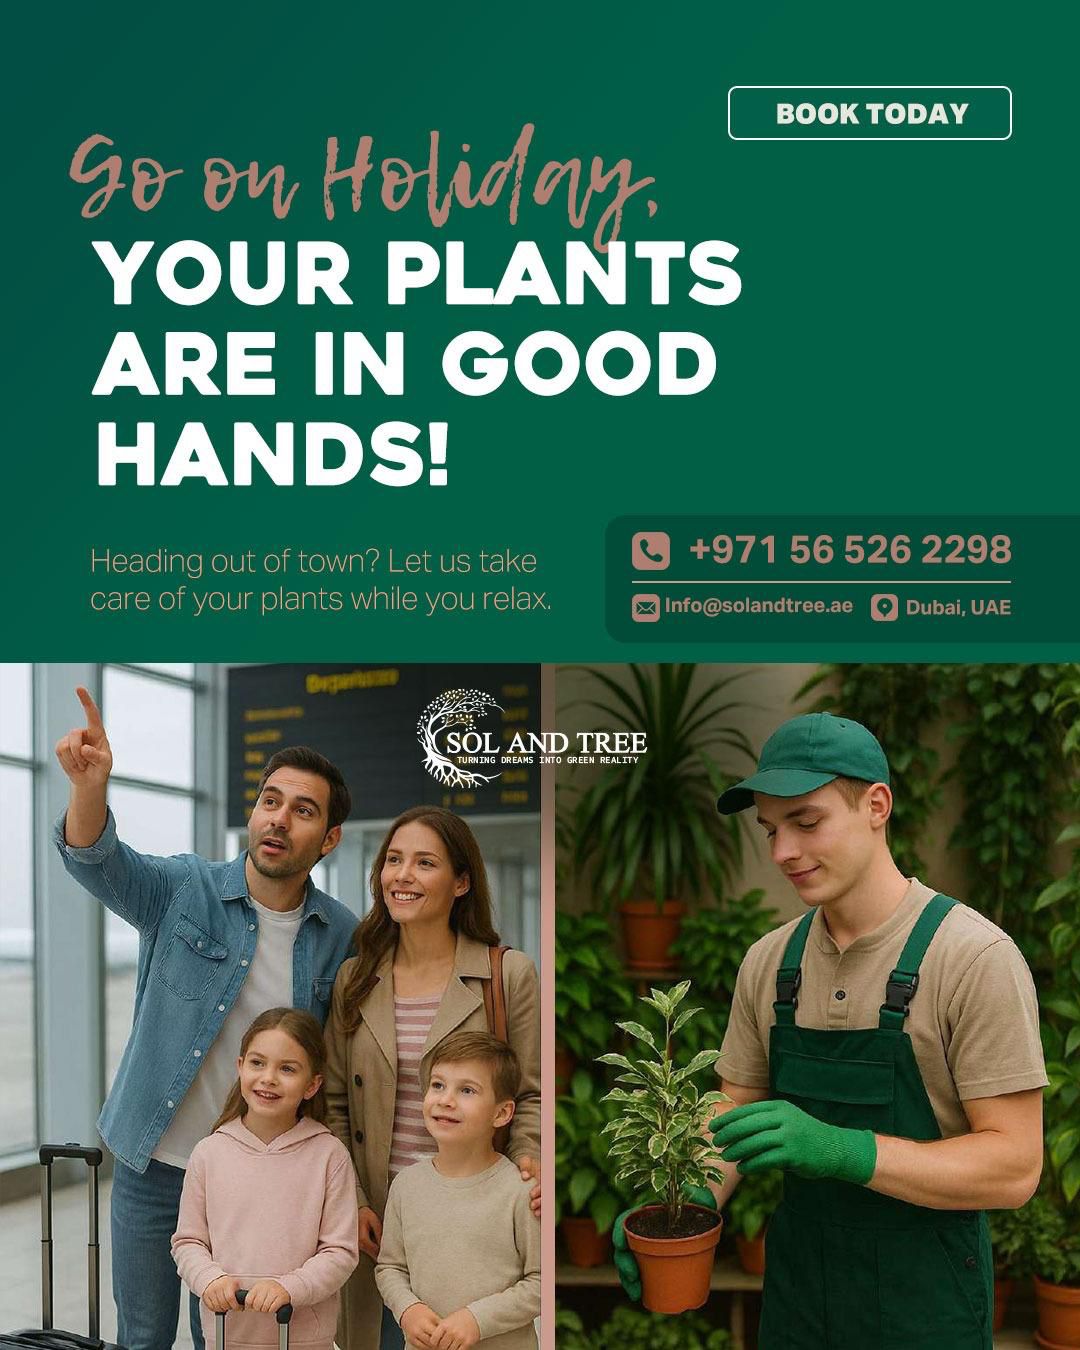 BOOK TODAY
Go on Holiday,
YOUR PLANTS
ARE IN GOOD
HANDS!
Heading out of town? Let us take
care of your plants while you relax.
+971 56 526 2298
Info@solandtree.ae
Dubai, UAE
Departures
SOL AND TREE
TURNING DREAMS INTO GREEN REALITY